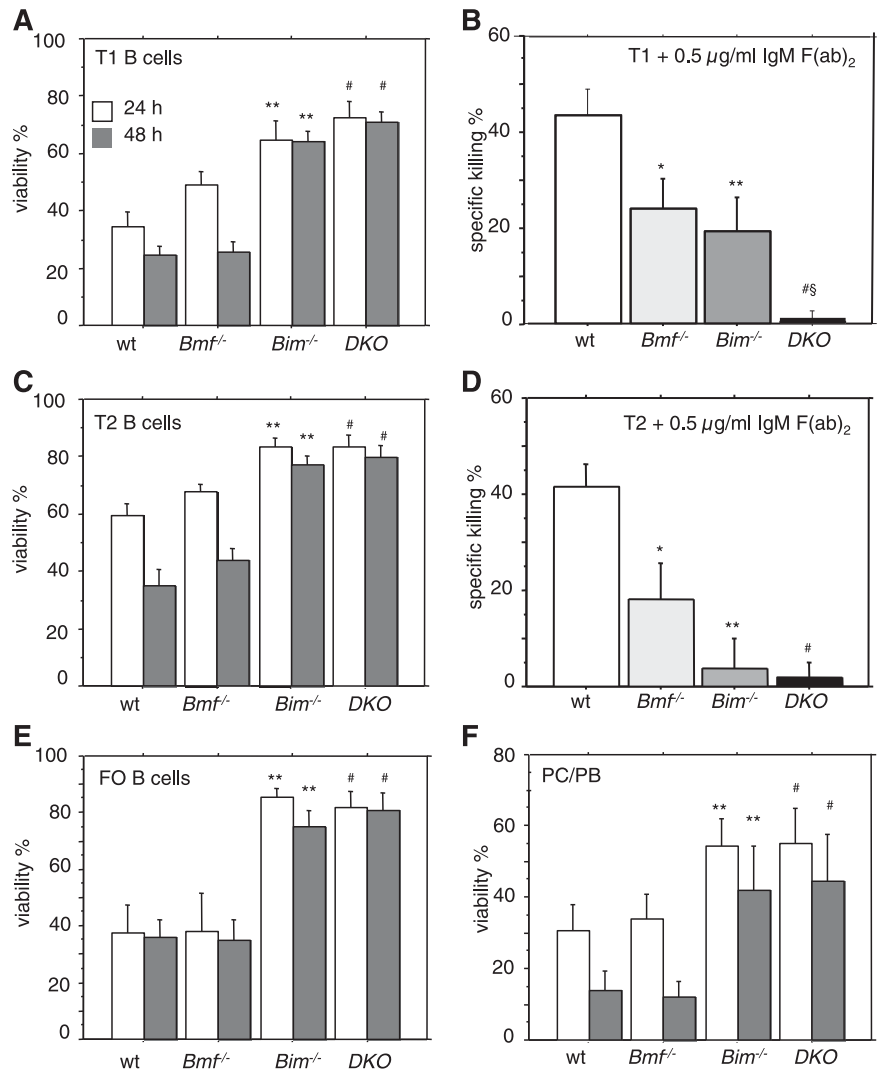 A
100
80
60
40
20
0
viability %
T1 B cells
24 h
48 h
**
**
#
#
wt
Bmf-/-
Bim-/-
DKO
B
60
40
20
0
specific killing %
T1 + 0.5 µg/ml IgM F(ab)2
*
**
#§
wt
Bmf-/-
Bim-/-
DKO
C
100
80
60
40
20
0
viability %
T2 B cells
**
**
#
#
wt
Bmf-/-
Bim-/-
DKO
D
60
40
20
0
specific killing %
T2 + 0.5 µg/ml IgM F(ab)2
*
**
#
wt
Bmf-/-
Bim-/-
DKO
E
100
80
60
40
20
0
viability %
FO B cells
**
**
#
#
wt
Bmf-/-
Bim-/-
DKO
F
80
60
40
20
0
viability %
PC/PB
**
**
#
#
wt
Bmf-/-
Bim-/-
DKO